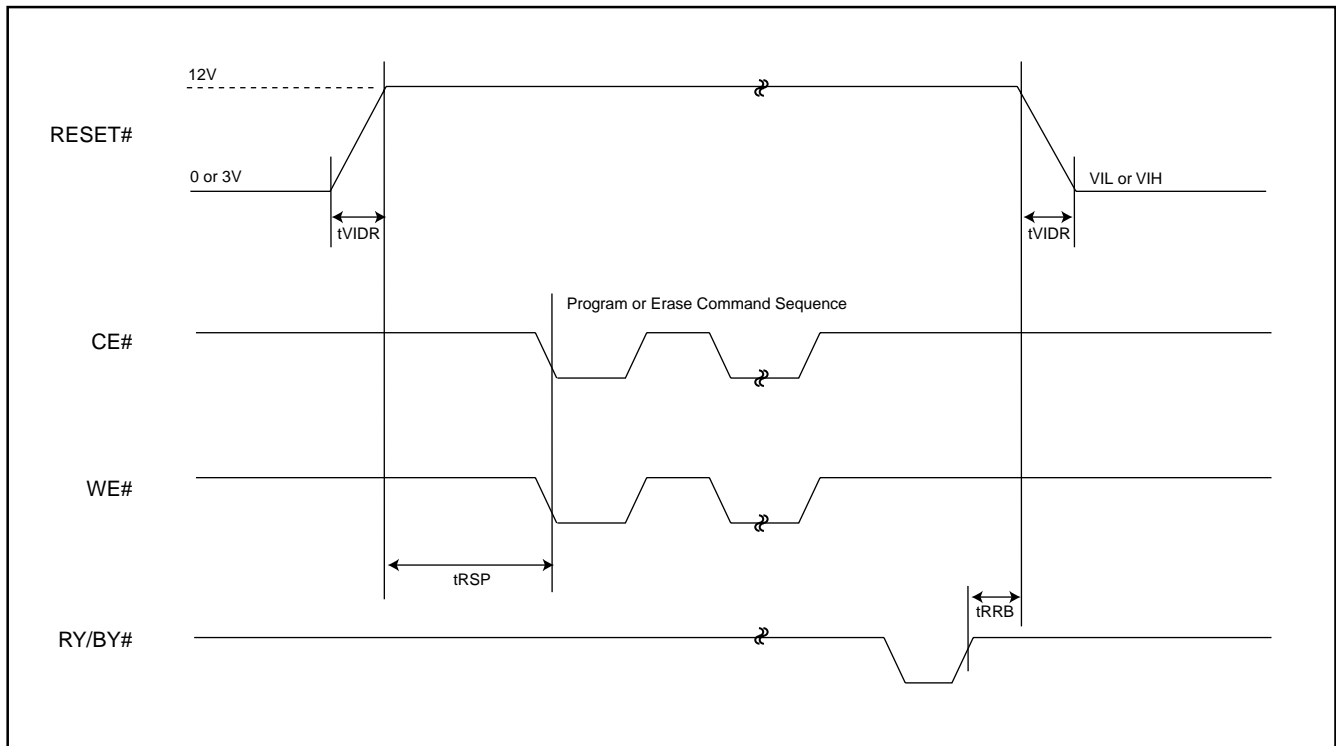 12V
RESET#
0 or 3V
VIL or VIH
tVIDR
tVIDR
Program or Erase Command Sequence
CE#
WE#
tRSP
tRRB
RY/BY#